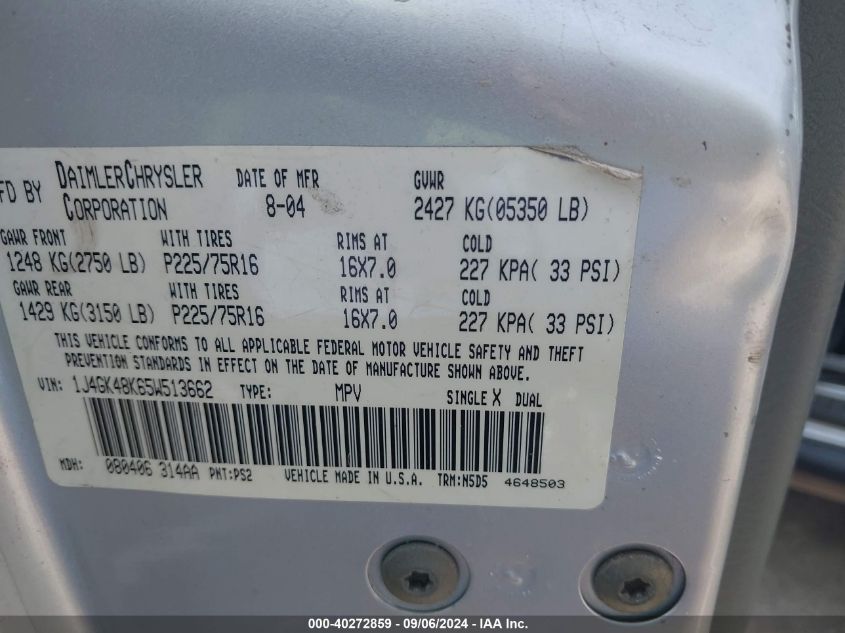 FD BY DAIMLERCHRYSLER CORPORATION DATE OF MFR 8-04 GVWR 2427 KG(05350 LB)
GAWR FRONT WITH TIRES RIMS AT COLD
1248 KG(2750 LB) P225/75R16 16X7.0 227 KPA( 33 PSI)
GAWR REAR WITH TIRES RIMS AT COLD
1429 KG(3150 LB) P225/75R16 16X7.0 227 KPA( 33 PSI)
THIS VEHICLE CONFORMS TO ALL APPLICABLE FEDERAL MOTOR VEHICLE SAFETY AND THEFT
PREVENTION STANDARDS IN EFFECT ON THE DATE OF MANUFACTURE SHOWN ABOVE.
VIN: 1J4GK48K65W513662 TYPE: MPV SINGLE X DUAL
MDH: 080406 314AA PNT:PS2 VEHICLE MADE IN U.S.A. TRM:N5D5 4648503
000-40272859 - 09/06/2024 - IAA Inc.